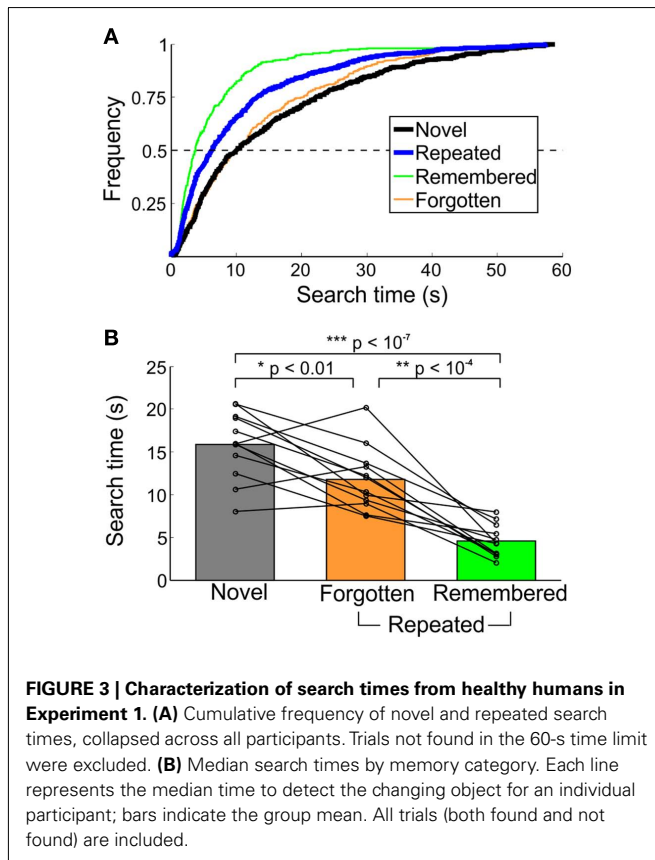 A
1
0.75
0.5
0.25
Frequency
Novel
Repeated
Remembered
Forgotten
0 10 20 30 40 50 60
Search time (s)
B
*** p < 10⁻⁷
* p < 0.01 ** p < 10⁻⁴
25
20
15
10
5
0
Search time (s)
Novel Forgotten Remembered
Repeated
FIGURE 3 | Characterization of search times from healthy humans in
Experiment 1. (A) Cumulative frequency of novel and repeated search
times, collapsed across all participants. Trials not found in the 60-s time limit
were excluded. (B) Median search times by memory category. Each line
represents the median time to detect the changing object for an individual
participant; bars indicate the group mean. All trials (both found and not
found) are included.